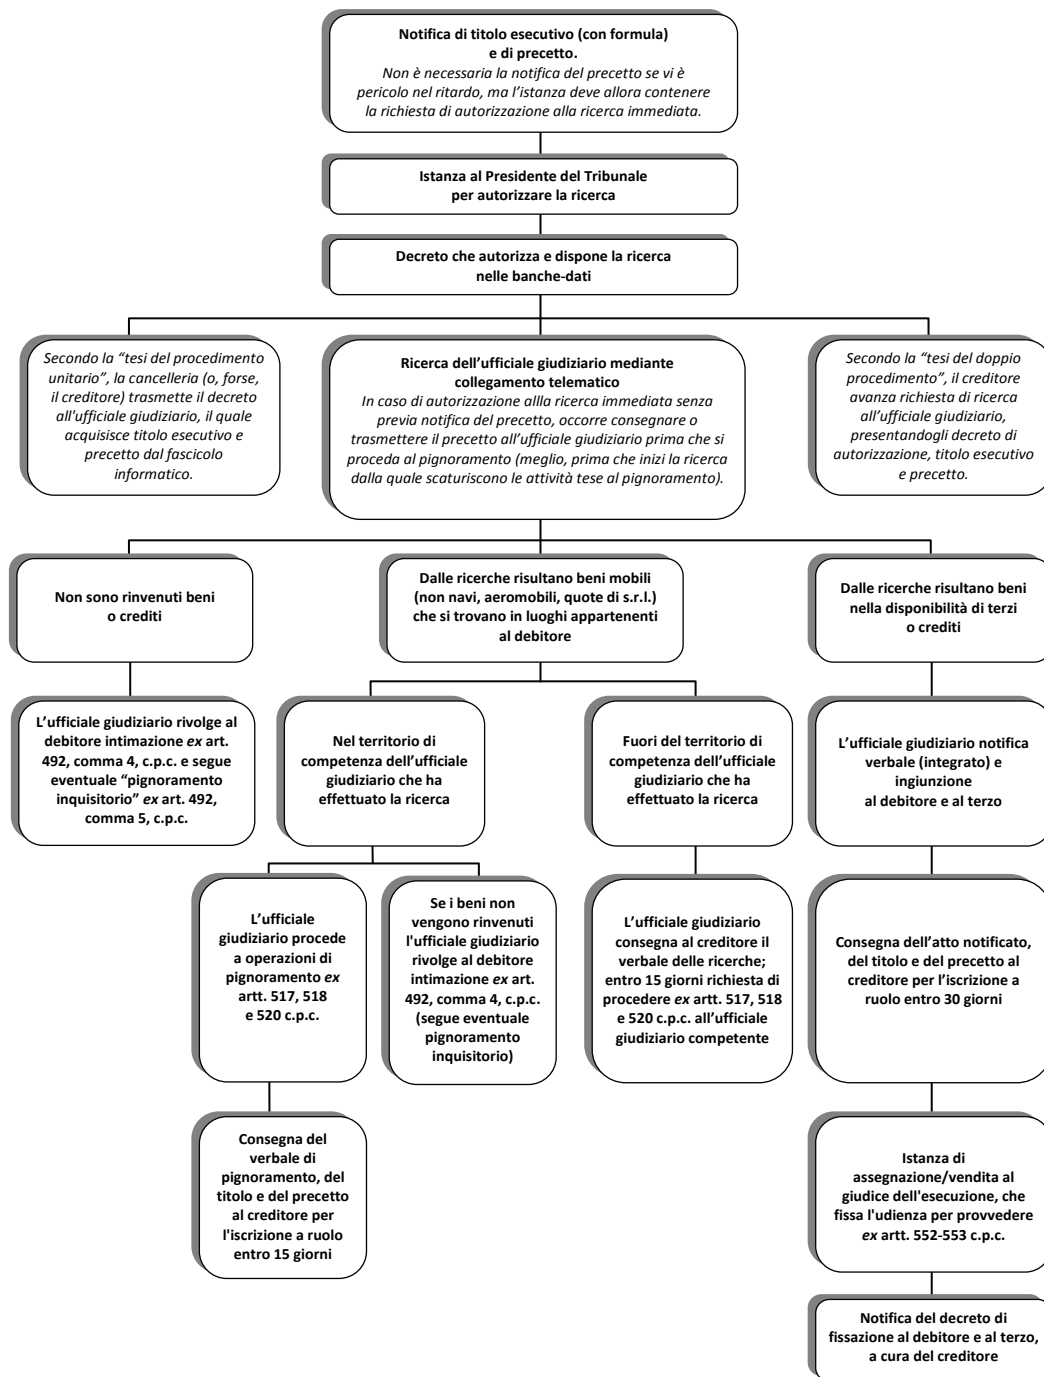 Notifica di titolo esecutivo (con formula)
e di precetto.
Non è necessaria la notifica del precetto se vi è
pericolo nel ritardo, ma l'istanza deve allora contenere
la richiesta di autorizzazione alla ricerca immediata.
Istanza al Presidente del Tribunale
per autorizzare la ricerca
Decreto che autorizza e dispone la ricerca
nelle banche-dati
Secondo la “tesi del procedimento
unitario”, la cancelleria (o, forse,
il creditore) trasmette il decreto
all'ufficiale giudiziario, il quale
acquisisce titolo esecutivo e
precetto dal fascicolo
informatico.
Ricerca dell’ufficiale giudiziario mediante
collegamento telematico
In caso di autorizzazione allla ricerca immediata senza
previa notifica del precetto, occorre consegnare o
trasmettere il precetto all’ufficiale giudiziario prima che si
proceda al pignoramento (meglio, prima che inizi la ricerca
dalla quale scaturiscono le attività tese al pignoramento).
Secondo la “tesi del doppio
procedimento”, il creditore
avanza richiesta di ricerca
all’ufficiale giudiziario,
presentandogli decreto di
autorizzazione, titolo esecutivo
e precetto.
Non sono rinvenuti beni
o crediti
Dalle ricerche risultano beni mobili
(non navi, aeromobili, quote di s.r.l.)
che si trovano in luoghi appartenenti
al debitore
Dalle ricerche risultano beni
nella disponibilità di terzi
o crediti
L’ufficiale giudiziario rivolge al
debitore intimazione ex art.
492, comma 4, c.p.c. e segue
eventuale “pignoramento
inquisitorio” ex art. 492,
comma 5, c.p.c.
Nel territorio di
competenza dell’ufficiale
giudiziario che ha
effettuato la ricerca
Fuori del territorio di
competenza dell’ufficiale
giudiziario che ha
effettuato la ricerca
L’ufficiale giudiziario notifica
verbale (integrato) e
ingiunzione
al debitore e al terzo
L’ufficiale
giudiziario procede
a operazioni di
pignoramento ex
artt. 517, 518
e 520 c.p.c.
Se i beni non
vengono rinvenuti
l'ufficiale giudiziario
rivolge al debitore
intimazione ex art.
492, comma 4, c.p.c.
(segue eventuale
pignoramento
inquisitorio)
L’ufficiale giudiziario
consegna al creditore il
verbale delle ricerche;
entro 15 giorni richiesta di
procedere ex artt. 517, 518
e 520 c.p.c. all’ufficiale
giudiziario competente
Consegna dell’atto notificato,
del titolo e del precetto al
creditore per l’iscrizione a
ruolo entro 30 giorni
Consegna del
verbale di
pignoramento, del
titolo e del precetto
al creditore per
l'iscrizione a ruolo
entro 15 giorni
Istanza di
assegnazione/vendita al
giudice dell'esecuzione, che
fissa l'udienza per provvedere
ex artt. 552-553 c.p.c.
Notifica del decreto di
fissazione al debitore e al terzo,
a cura del creditore